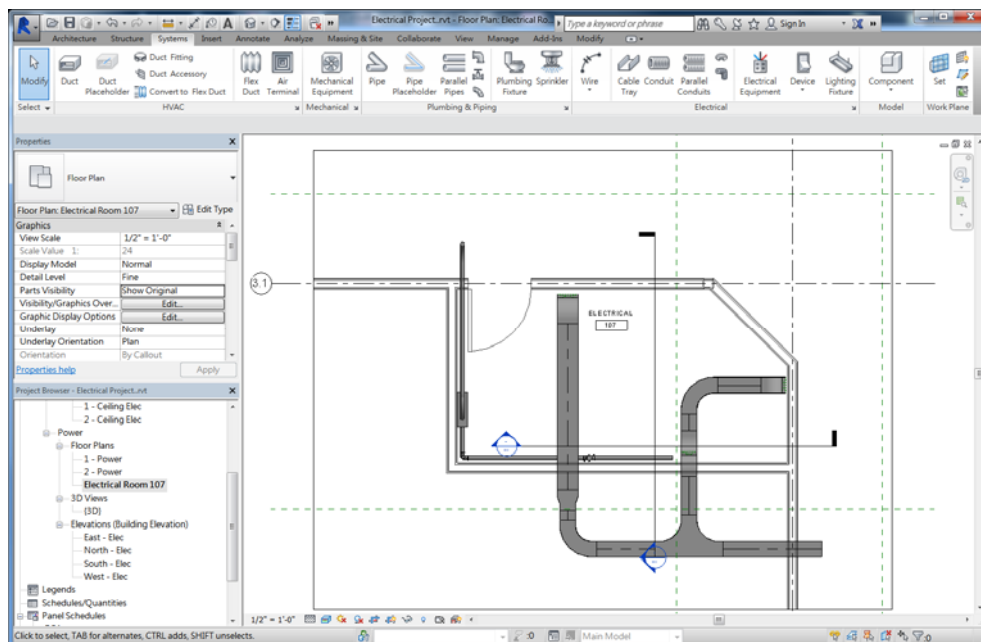 Electrical Project..rvt - Floor Plan: Electrical Ro...
Type a keyword or phrase
Sign In
Architecture Structure Systems Insert Annotate Analyze Massing & Site Collaborate View Manage Add-Ins Modify
Modify
Duct
Duct Placeholder
Duct Fitting
Duct Accessory
Convert to Flex Duct
Flex Duct
Air Terminal
Mechanical Equipment
Pipe
Pipe Placeholder
Parallel Pipes
Plumbing Fixture
Sprinkler
Wire
Cable Tray
Conduit
Parallel Conduits
Electrical Equipment
Device
Lighting Fixture
Component
Set
Select HVAC Mechanical Plumbing & Piping Electrical Model Work Plane
Properties X
Floor Plan
Floor Plan: Electrical Room 107 Edit Type
Graphics
View Scale 1/2" = 1'-0"
Scale Value 1: 24
Display Model Normal
Detail Level Fine
Parts Visibility Show Original
Visibility/Graphics Over... Edit...
Graphic Display Options Edit...
Underlay None
Underlay Orientation Plan
Orientation By Callout
Properties help Apply
Project Browser - Electrical Project..rvt X
1 - Ceiling Elec
2 - Ceiling Elec
Power
Floor Plans
1 - Power
2 - Power
Electrical Room 107
3D Views
{3D}
Elevations (Building Elevation)
East - Elec
North - Elec
South - Elec
West - Elec
Legends
Schedules/Quantities
Panel Schedules
3.1
ELECTRICAL
107
1/2" = 1'-0"
Click to select, TAB for alternates, CTRL adds, SHIFT unselects.
:0
Main Model
:0